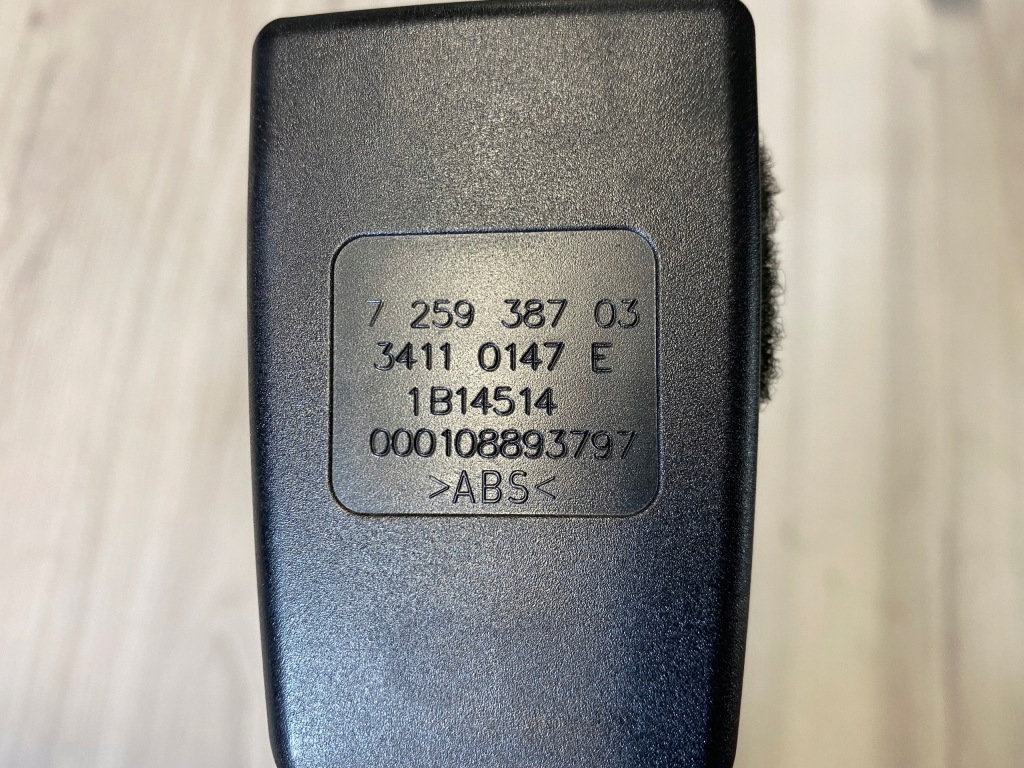 7 259 387 03
3411 0147 E
1B14514
000108893797
>ABS<